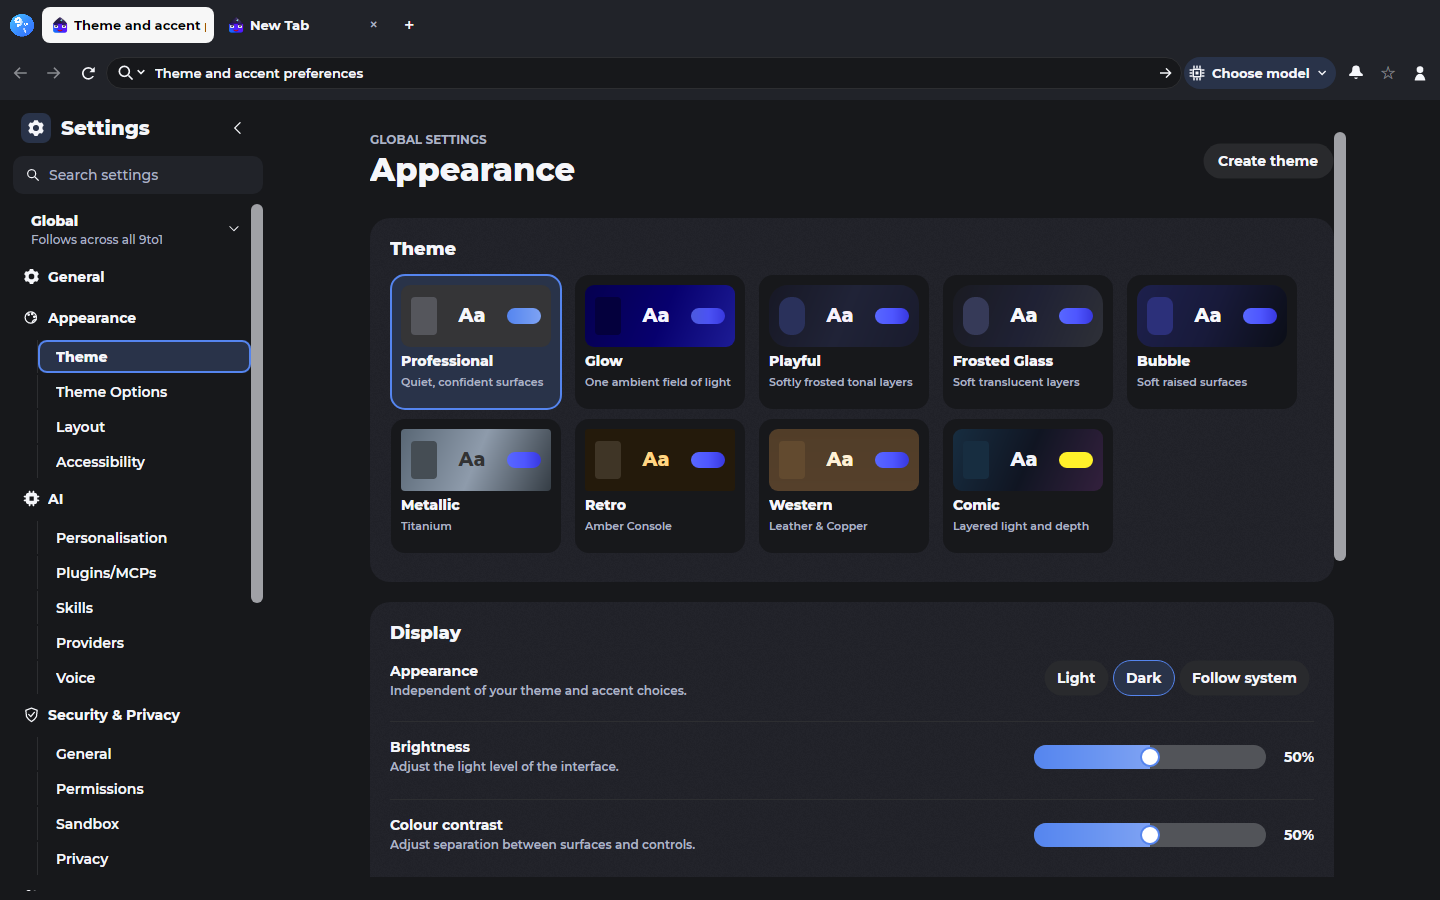 Theme and accent
New Tab
Theme and accent preferences
Choose model
Settings
Search settings
Global
Follows across all 9to1
General
Appearance
Theme
Theme Options
Layout
Accessibility
AI
Personalisation
Plugins/MCPs
Skills
Providers
Voice
Security & Privacy
General
Permissions
Sandbox
Privacy
GLOBAL SETTINGS
Appearance
Create theme
Theme
Aa
Professional
Quiet, confident surfaces
Aa
Glow
One ambient field of light
Aa
Playful
Softly frosted tonal layers
Aa
Frosted Glass
Soft translucent layers
Aa
Bubble
Soft raised surfaces
Aa
Metallic
Titanium
Aa
Retro
Amber Console
Aa
Western
Leather & Copper
Aa
Comic
Layered light and depth
Display
Appearance
Independent of your theme and accent choices.
Light
Dark
Follow system
Brightness
Adjust the light level of the interface.
50%
Colour contrast
Adjust separation between surfaces and controls.
50%